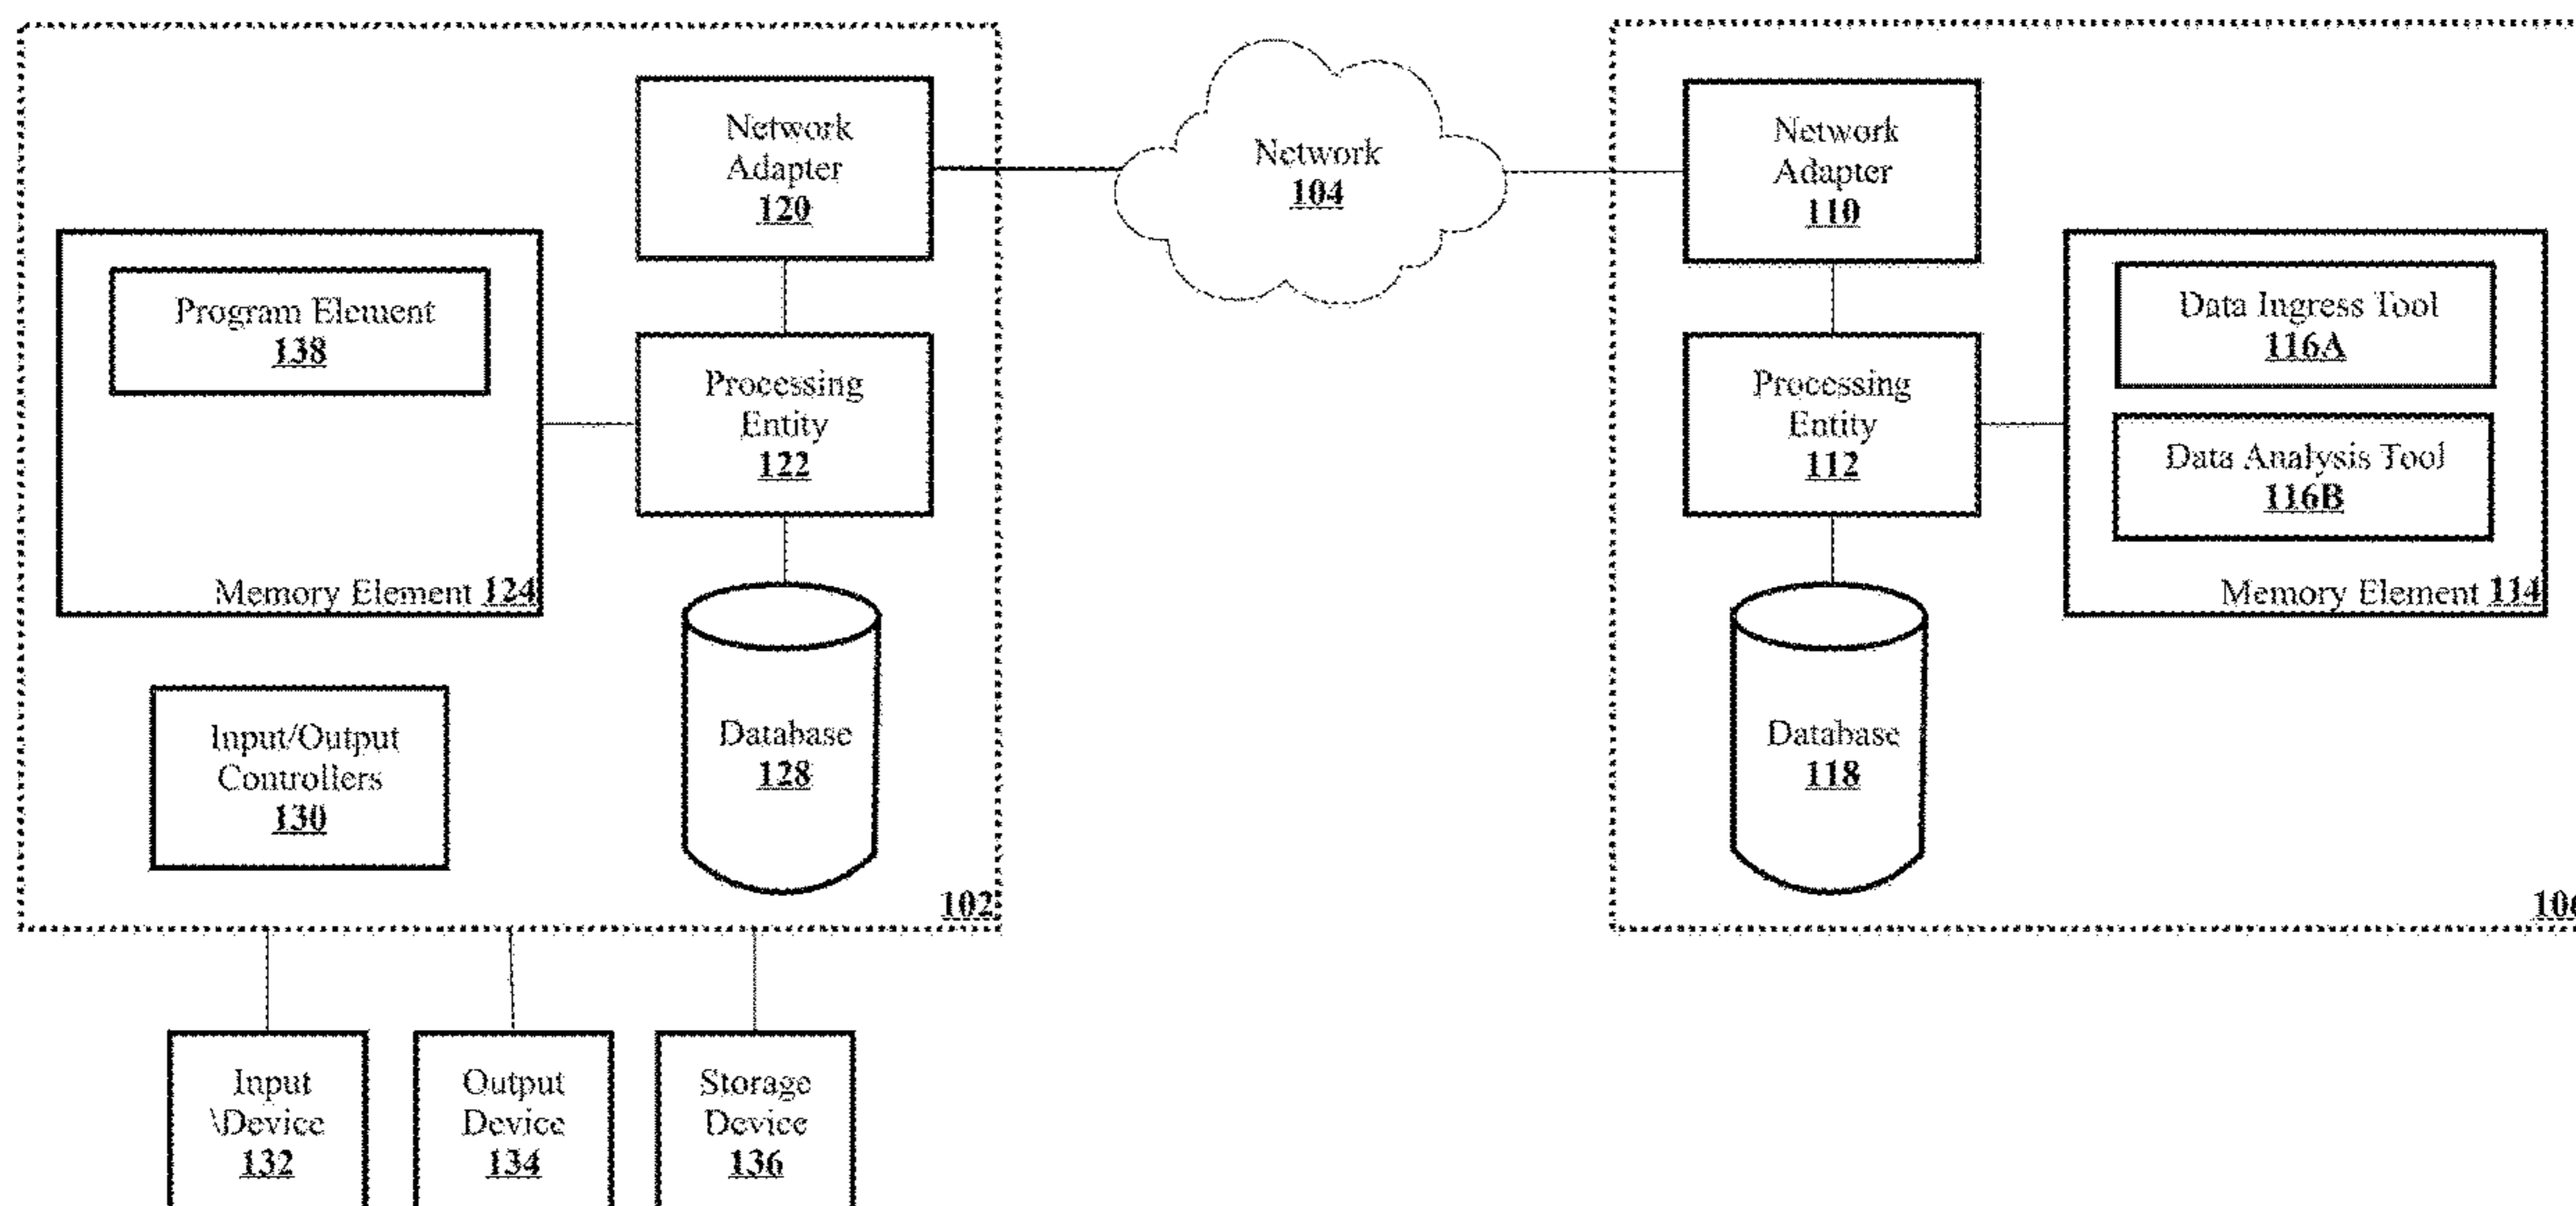 Network
Adapter
120
Program Element
138
Processing
Entity
122
Memory Element 124
Input/Output
Controllers
130
Database
128
102
Input
\Device
132
Output
Device
134
Storage
Device
136
Network
104
Network
Adapter
110
Processing
Entity
112
Data Ingress Tool
116A
Data Analysis Tool
116B
Memory Element 114
Database
118
106